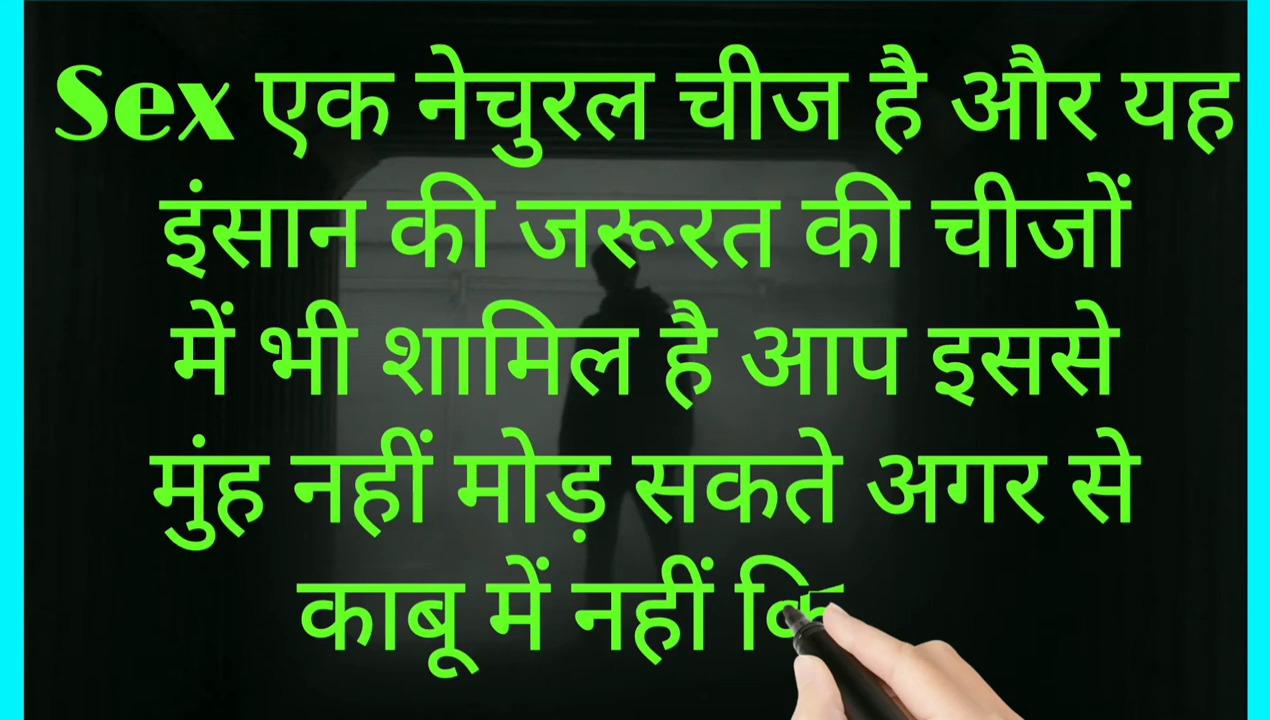 Sex एक नेचुरल चीज है और यह
इंसान की जरूरत की चीजों
में भी शामिल है आप इससे
मुंह नहीं मोड़ सकते अगर से
काबू में नहीं